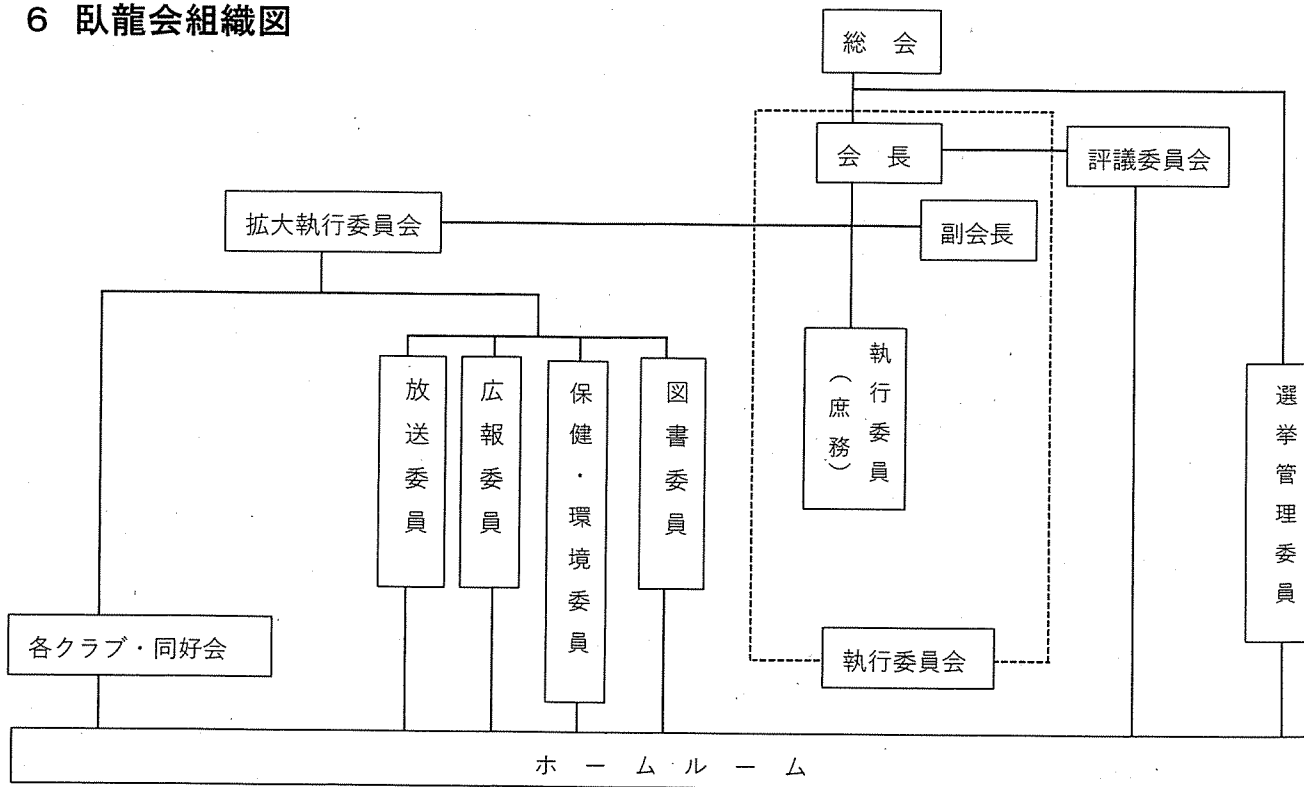 6 臥龍会組織図
総 会
会 長
評議委員会
拡大執行委員会
副会長
執行委員
（庶務）
放送委員
広報委員
保健・環境委員
図書委員
選挙管理委員
各クラブ・同好会
執行委員会
ホ ー ム ル ー ム